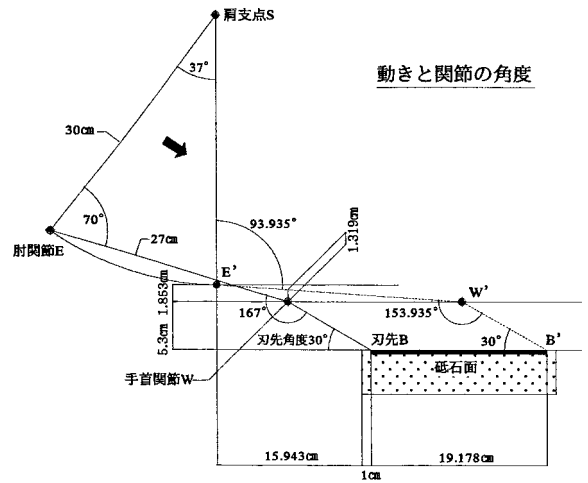 肩支点S
37°
動きと関節の角度
30㎝
70°
93.935°
1.319㎝
肘関節E
27㎝
E'
W'
1.853㎝
167°
153.935°
5.3㎝
刃先角度30°
刃先B
30°
B'
手首関節W
砥石面
15.943㎝
19.178㎝
1㎝